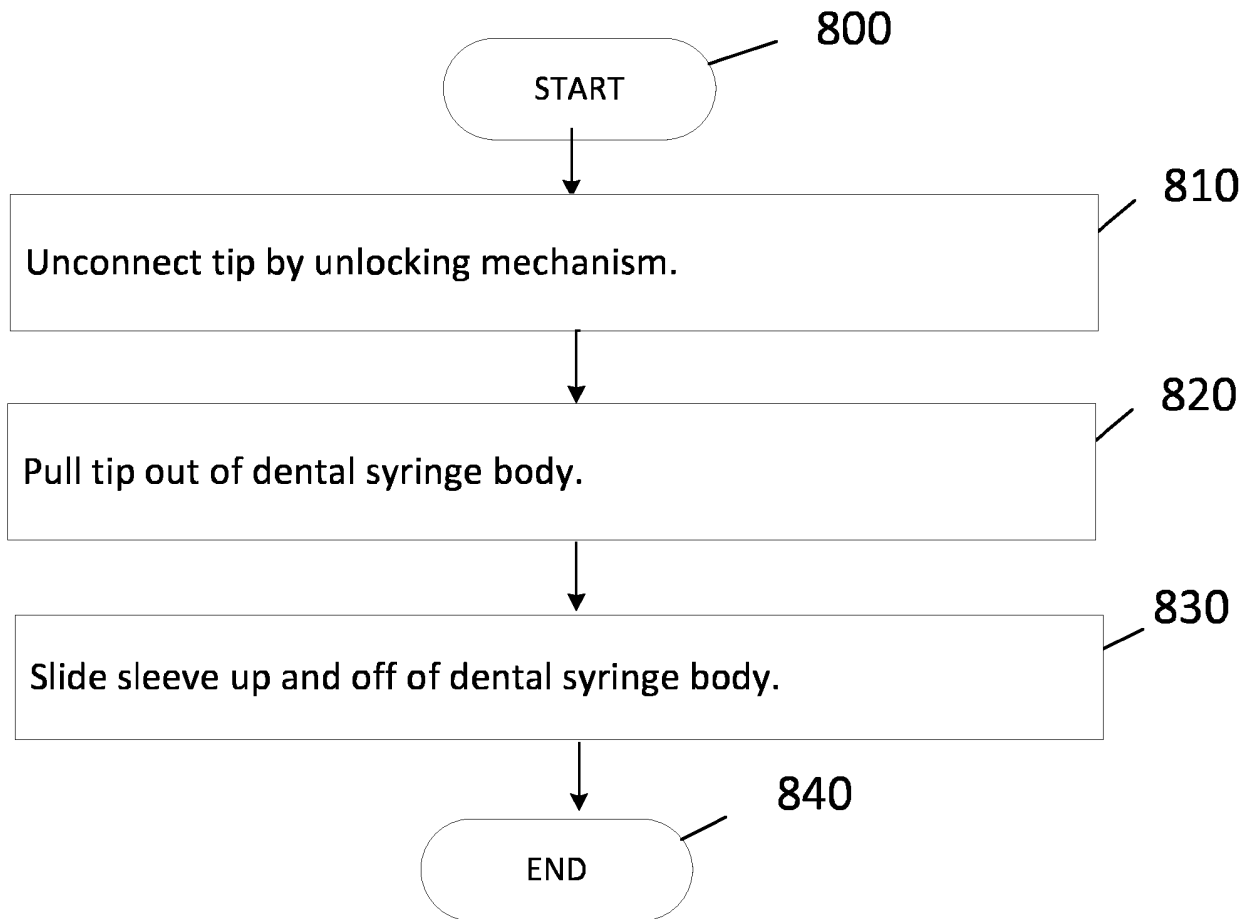 800
START
810
Unconnect tip by unlocking mechanism.
820
Pull tip out of dental syringe body.
830
Slide sleeve up and off of dental syringe body.
840
END